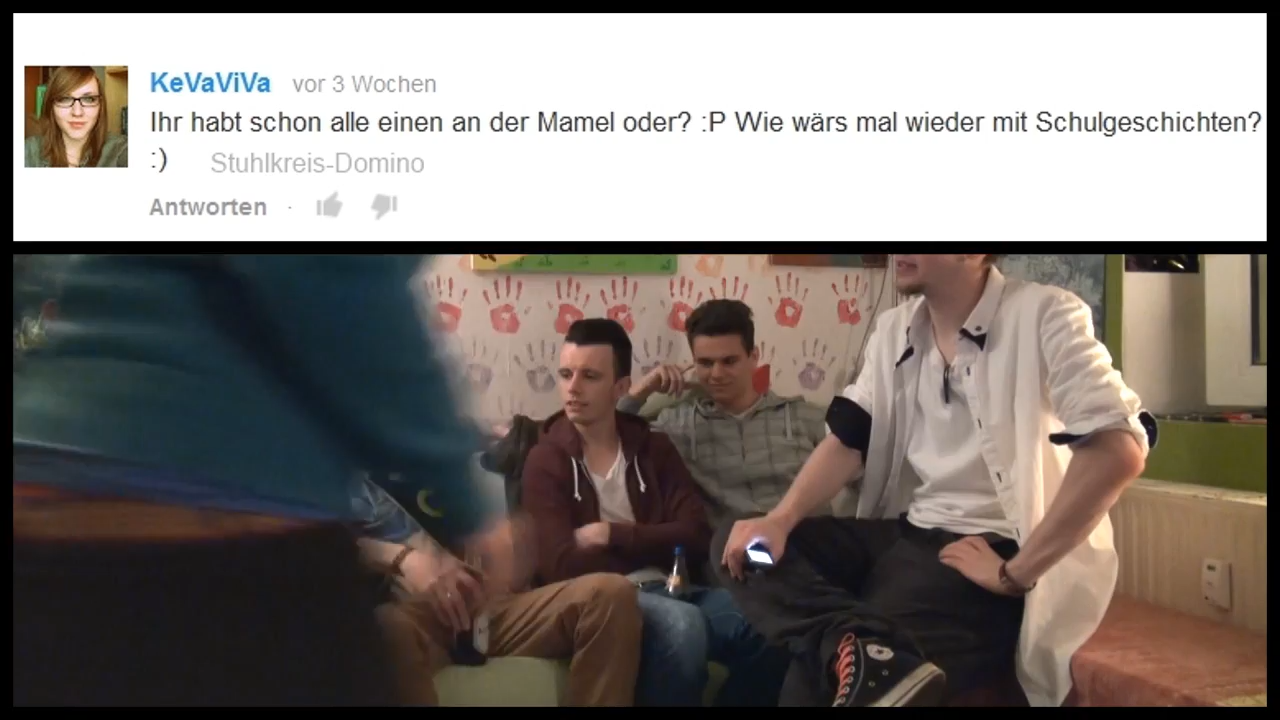 KeVaViVa vor 3 Wochen
Ihr habt schon alle einen an der Mamel oder? :P Wie wärs mal wieder mit Schulgeschichten?
:) Stuhlkreis-Domino
Antworten ·